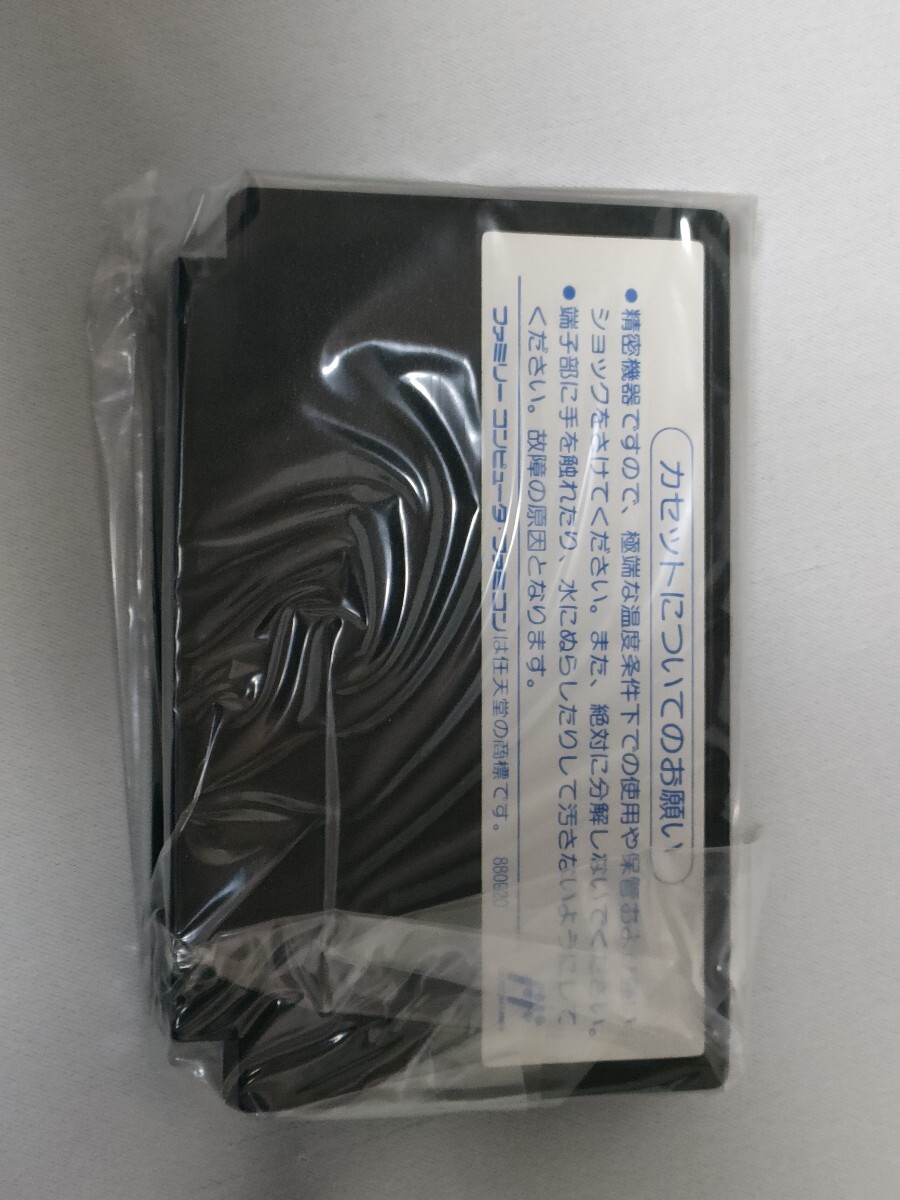 カセットについてのお願い
●精密機器ですので、極端な温度条件下での使用や保管およ
ショックをさけてください。また、絶対に分解しないでください。
●端子部に手を触れたり、水にぬらしたりして汚さないようにして
ください。故障の原因となります。
ファミリーコンピュータ・ファミコンは任天堂の商標です。